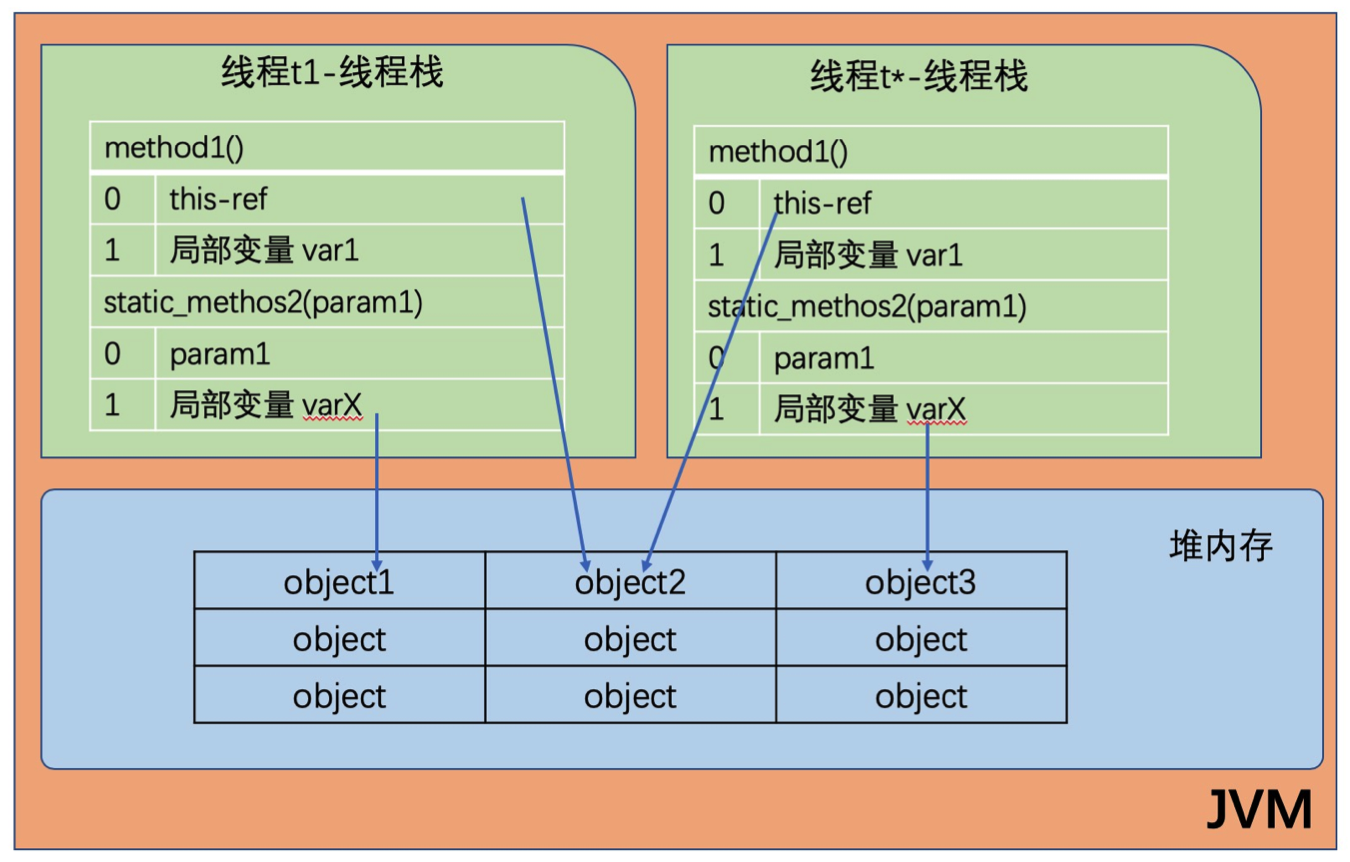 线程t1-线程栈
method1()
0 this-ref
1 局部变量 var1
static_methos2(param1)
0 param1
1 局部变量 varX
线程t*-线程栈
method1()
0 this-ref
1 局部变量 var1
static_methos2(param1)
0 param1
1 局部变量 varX
堆内存
object1 object2 object3
object object object
object object object
JVM